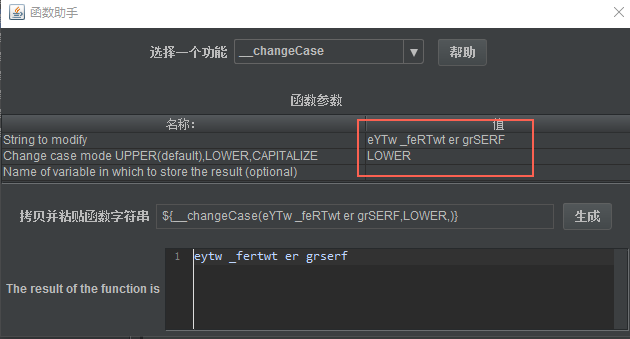 函数助手
选择一个功能 __changeCase 帮助
函数参数
名称: 值
String to modify eYTw _feRTwt er grSERF
Change case mode UPPER(default),LOWER,CAPITALIZE LOWER
Name of variable in which to store the result (optional)
拷贝并粘贴函数字符串 ${__changeCase(eYTw _feRTwt er grSERF,LOWER,)} 生成
1 eytw _fertwt er grserf
The result of the function is